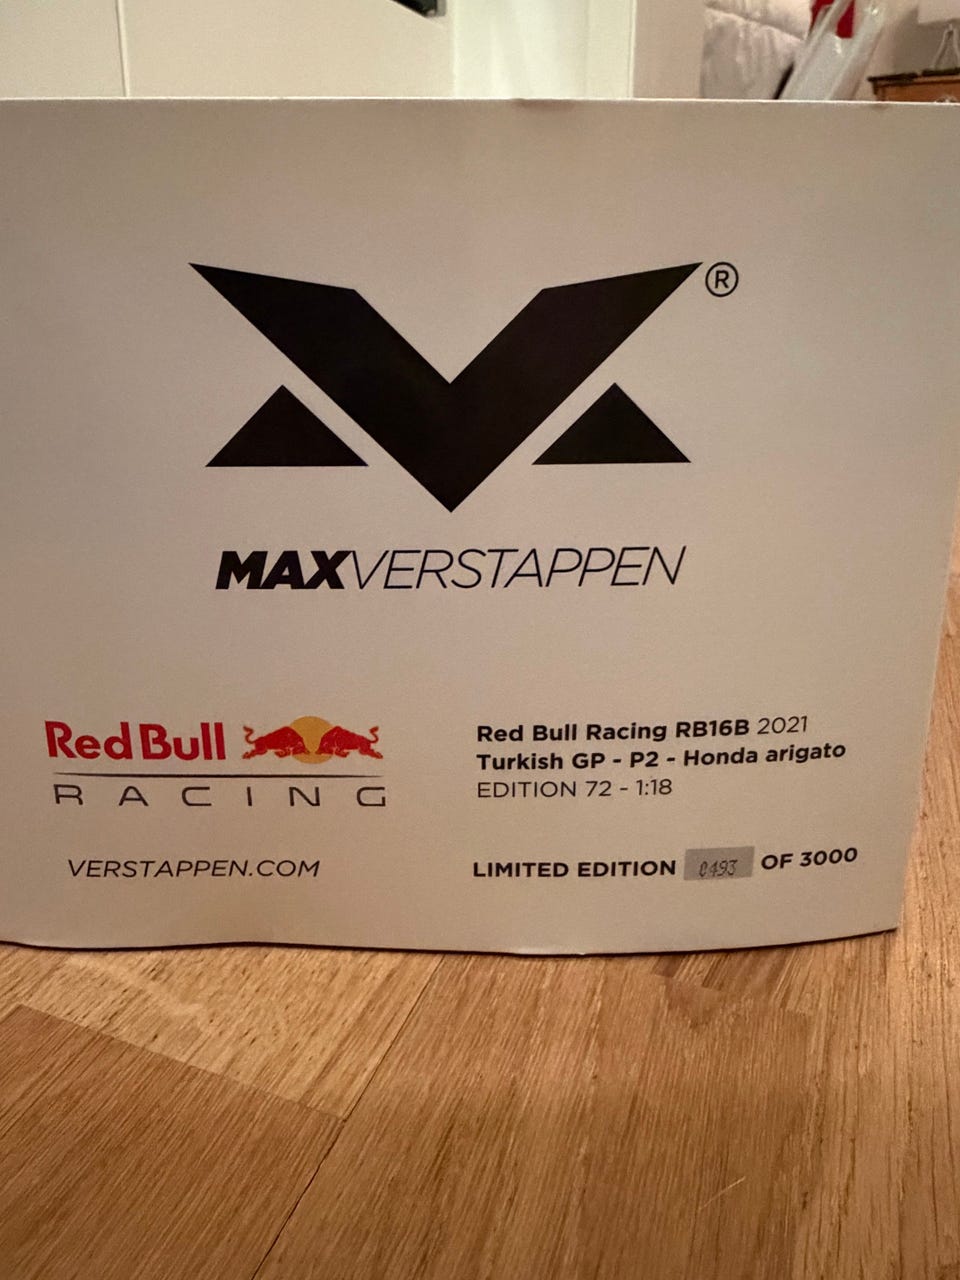 ®
MAXVERSTAPPEN
Red Bull
RACING
VERSTAPPEN.COM
Red Bull Racing RB16B 2021
Turkish GP - P2 - Honda arigato
EDITION 72 - 1:18
LIMITED EDITION 0493 OF 3000